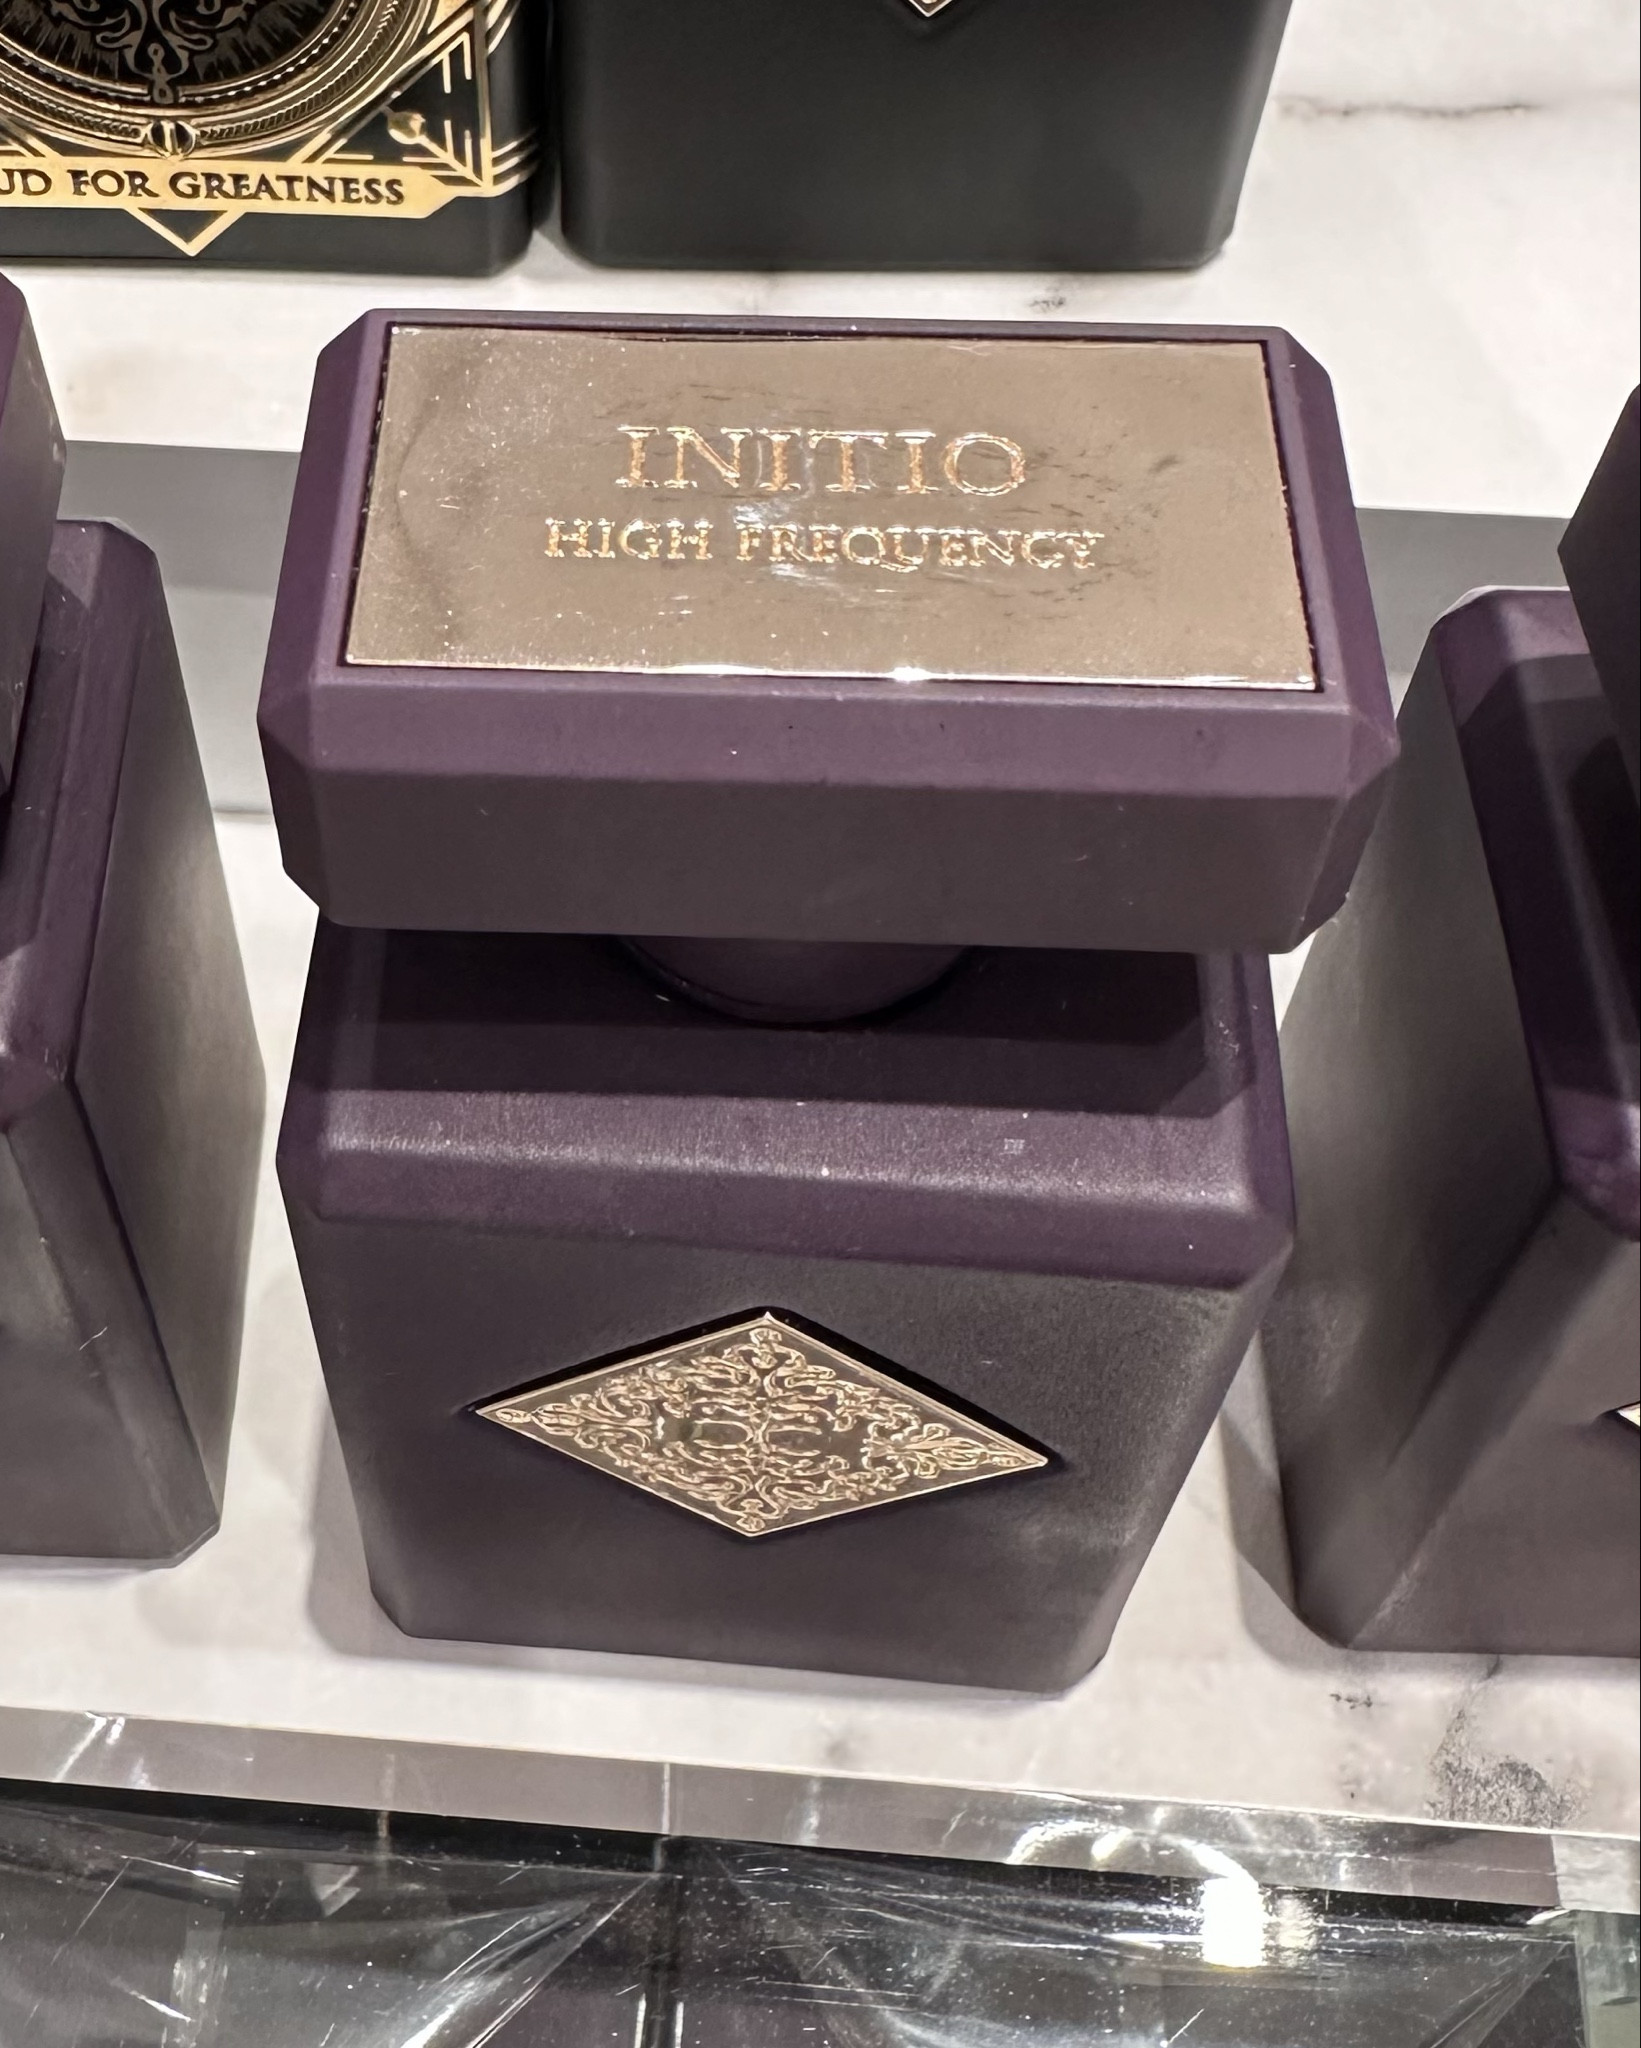 UD FOR GREATNESS
INITIO
HIGH FREQUENCY